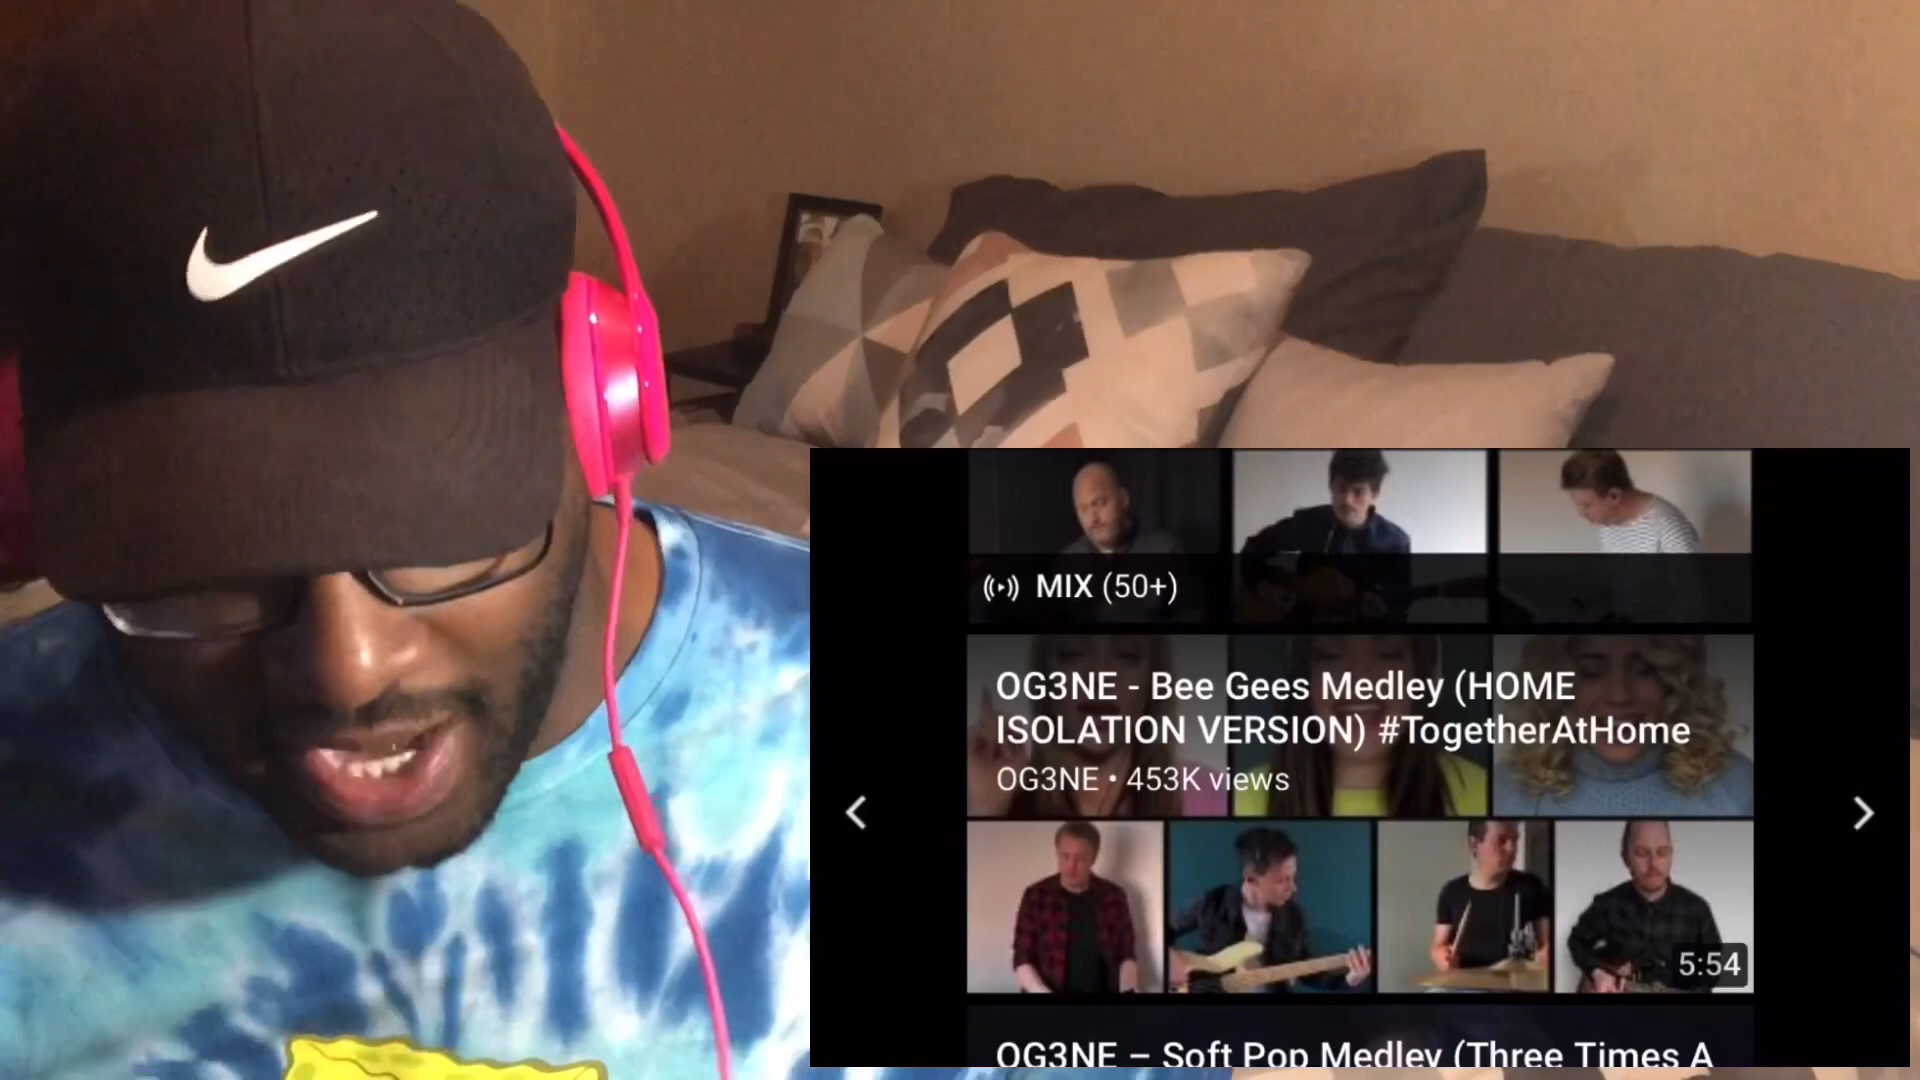 MIX (50+)
OG3NE - Bee Gees Medley (HOME
ISOLATION VERSION) #TogetherAtHome
OG3NE • 453K views
5:54
OG3NE – Soft Pop Medley (Three Times A